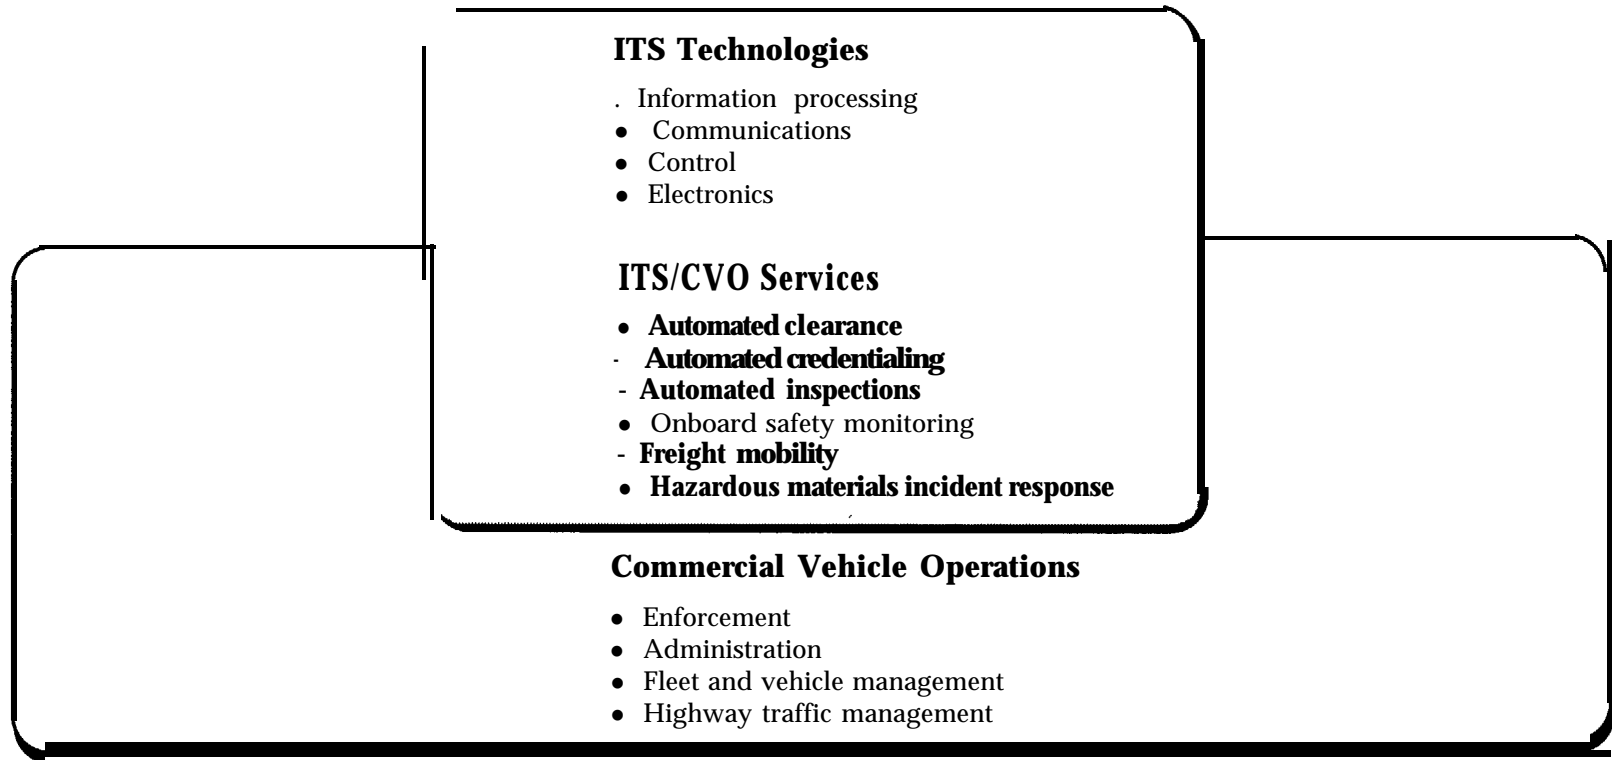 ITS Technologies
. Information processing
● Communications
● Control
● Electronics
ITS/CVO Services
● Automated clearance
- Automated credentialing
- Automated inspections
● Onboard safety monitoring
- Freight mobility
● Hazardous materials incident response
Commercial Vehicle Operations
● Enforcement
● Administration
● Fleet and vehicle management
● Highway traffic management